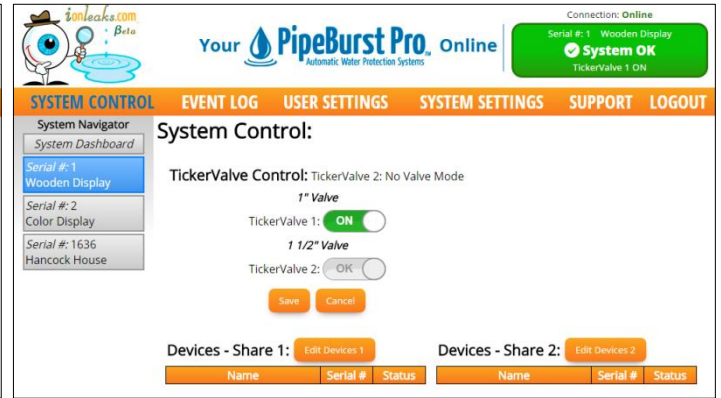 ionleaks.com
Beta
Your PipeBurst Pro™ Online
Automatic Water Protection Systems
Connection: Online
Serial #: 1 Wooden Display
System OK
TickerValve 1 ON
SYSTEM CONTROL EVENT LOG USER SETTINGS SYSTEM SETTINGS SUPPORT LOGOUT
System Navigator
System Dashboard
Serial #: 1
Wooden Display
Serial #: 2
Color Display
Serial #: 1636
Hancock House
System Control:
TickerValve Control: TickerValve 2: No Valve Mode
1" Valve
TickerValve 1: ON
1 1/2" Valve
TickerValve 2: OK
Save Cancel
Devices - Share 1: Edit Devices 1
Name Serial # Status
Devices - Share 2: Edit Devices 2
Name Serial # Status